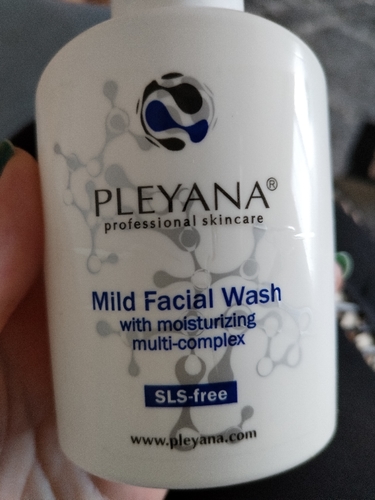 PLEYANA®
professional skincare
Mild Facial Wash
with moisturizing
multi-complex
SLS-free
www.pleyana.com